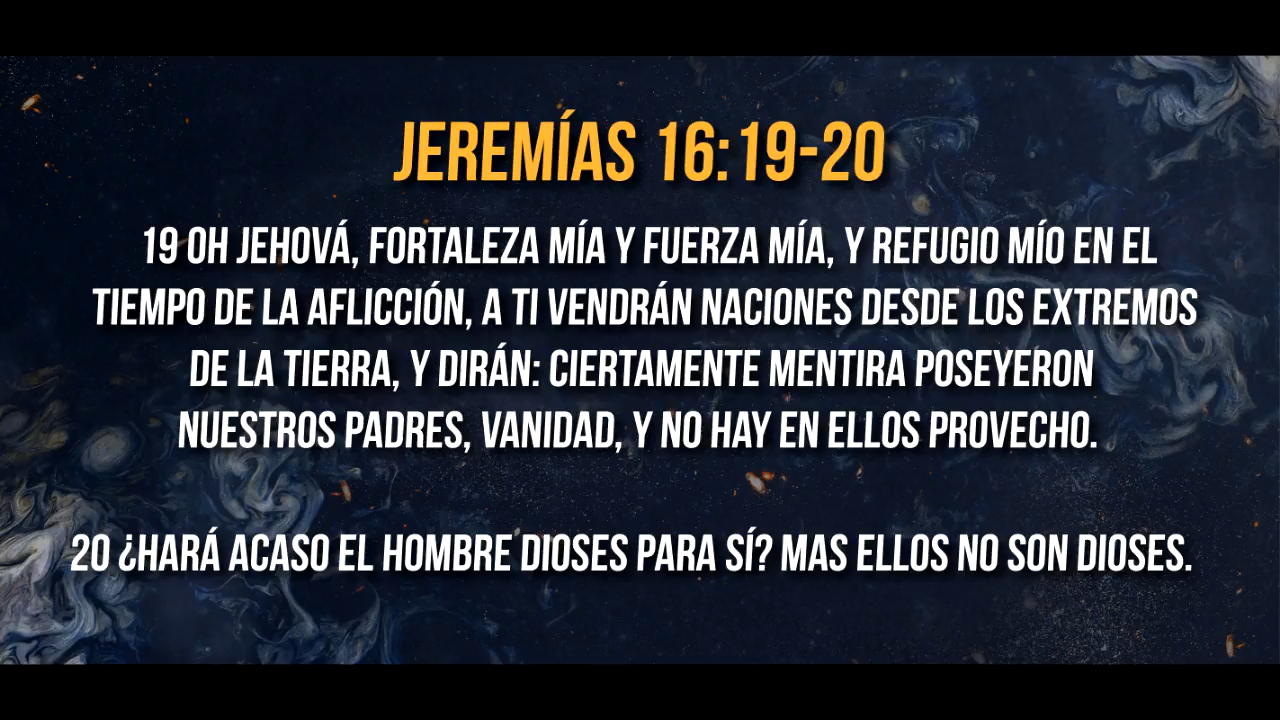 JEREMÍAS 16:19-20
19 OH JEHOVÁ, FORTALEZA MÍA Y FUERZA MÍA, Y REFUGIO MÍO EN EL
TIEMPO DE LA AFLICCIÓN, A TI VENDRÁN NACIONES DESDE LOS EXTREMOS
DE LA TIERRA, Y DIRÁN: CIERTAMENTE MENTIRA POSEYERON
NUESTROS PADRES, VANIDAD, Y NO HAY EN ELLOS PROVECHO.
20 ¿HARÁ ACASO EL HOMBRE DIOSES PARA SÍ? MAS ELLOS NO SON DIOSES.